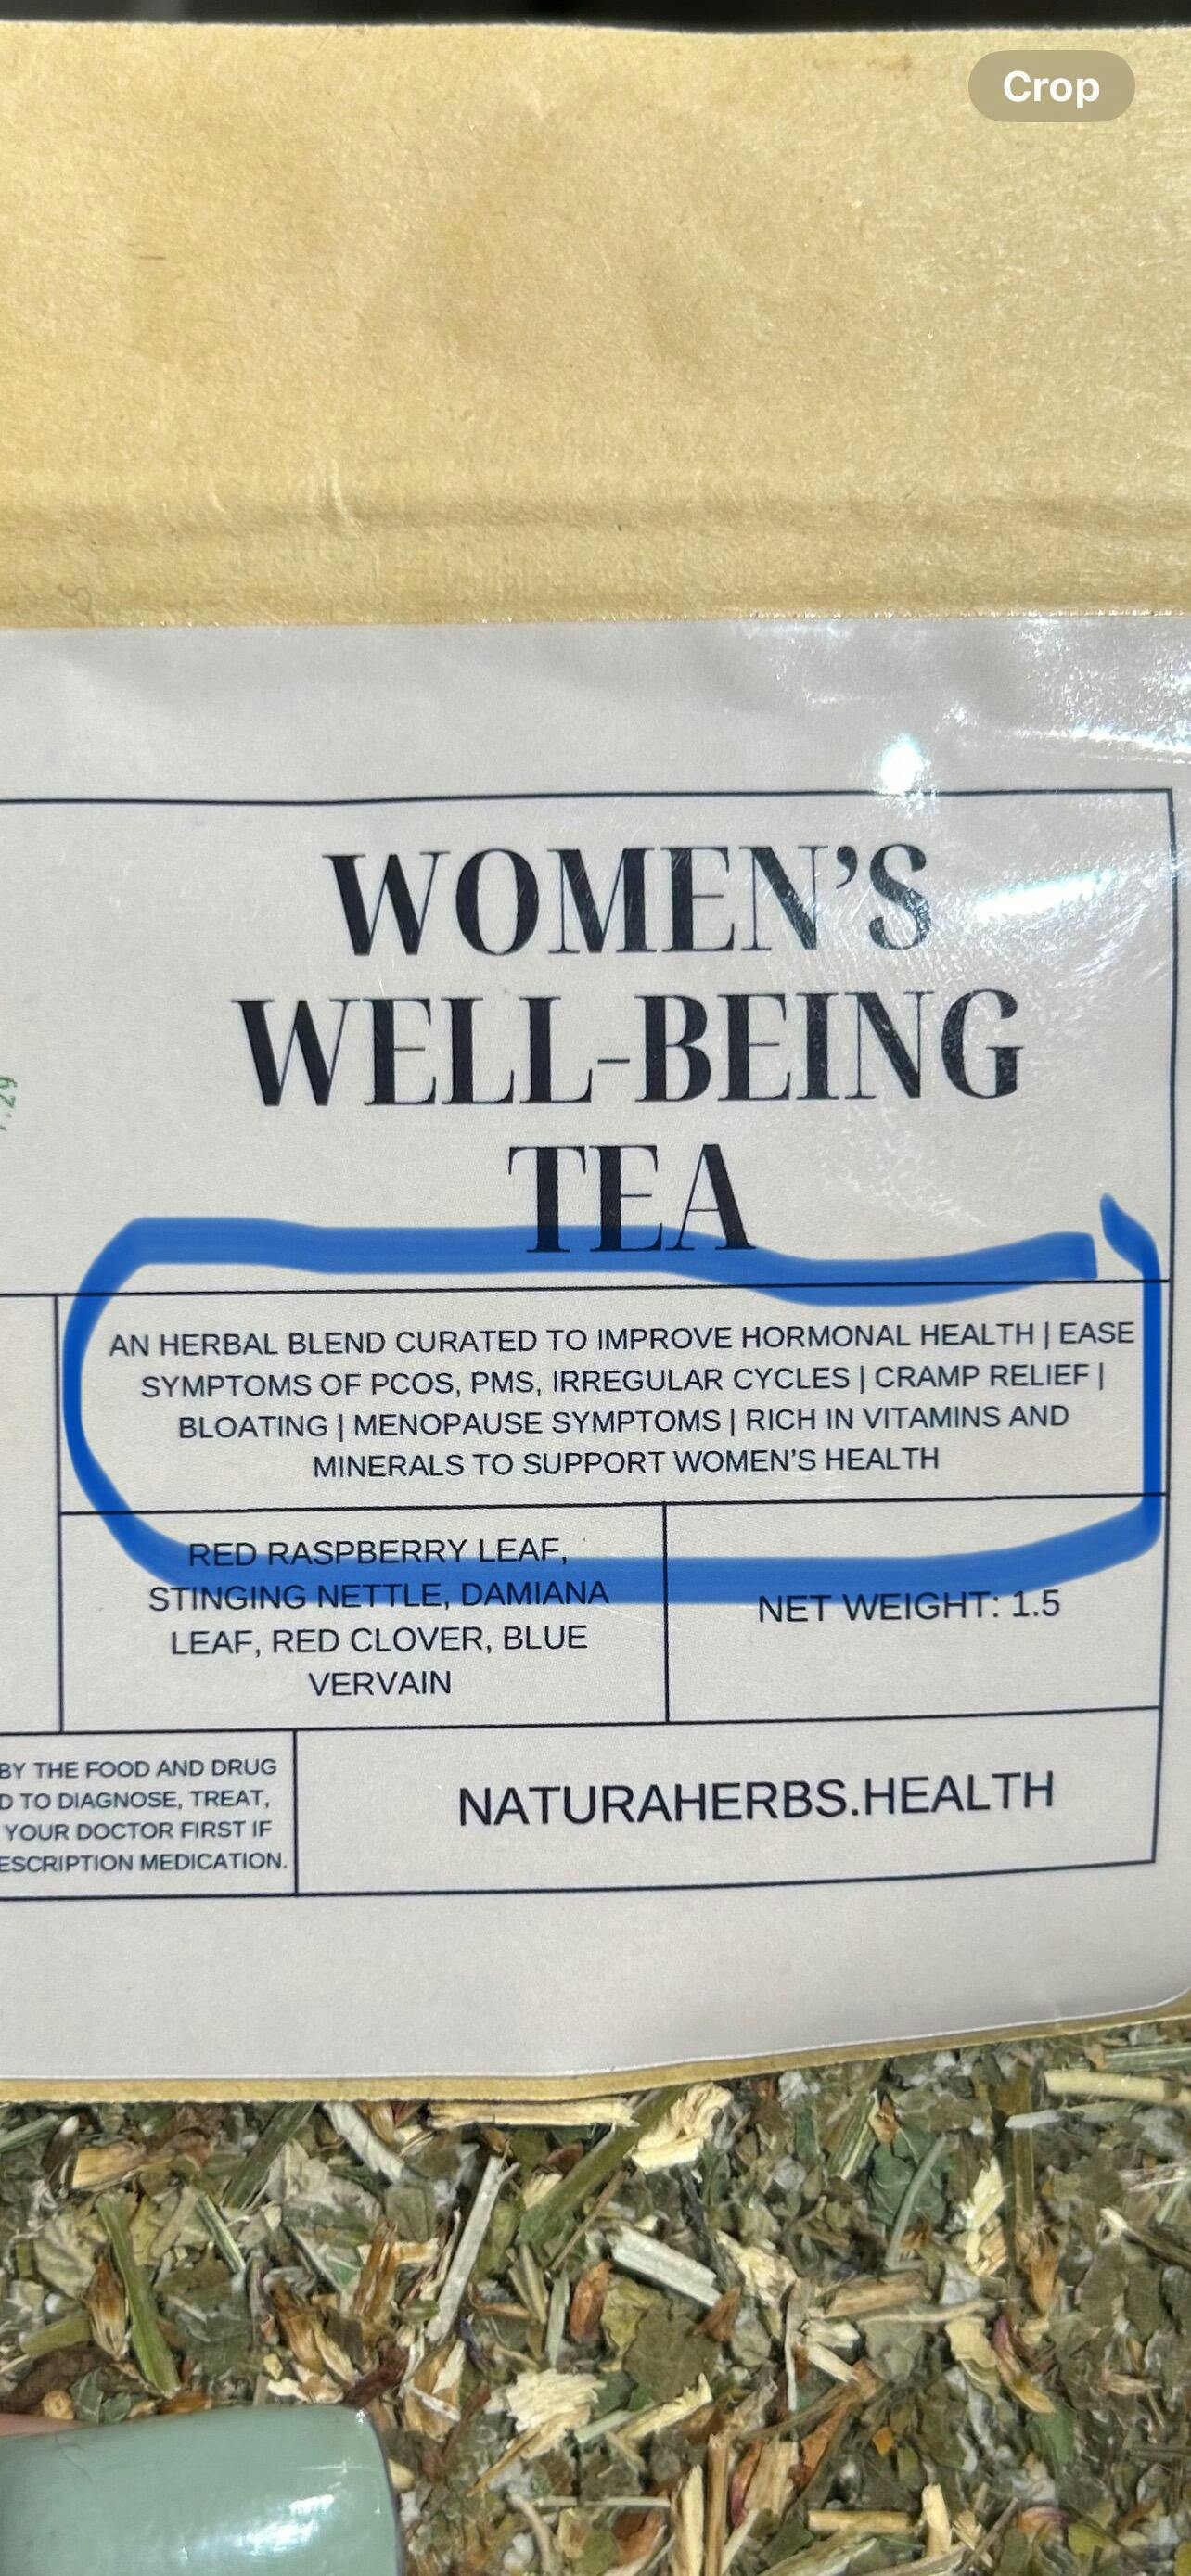 Crop
WOMEN'S
WELL-BEING
TEA
AN HERBAL BLEND CURATED TO IMPROVE HORMONAL HEALTH | EASE
SYMPTOMS OF PCOS, PMS, IRREGULAR CYCLES | CRAMP RELIEF |
BLOATING | MENOPAUSE SYMPTOMS | RICH IN VITAMINS AND
MINERALS TO SUPPORT WOMEN'S HEALTH
RED RASPBERRY LEAF,
STINGING NETTLE, DAMIANA
LEAF, RED CLOVER, BLUE
VERVAIN
NET WEIGHT: 1.5
BY THE FOOD AND DRUG
TO DIAGNOSE, TREAT,
YOUR DOCTOR FIRST IF
MEDICATION.
NATURAHERBS.HEALTH